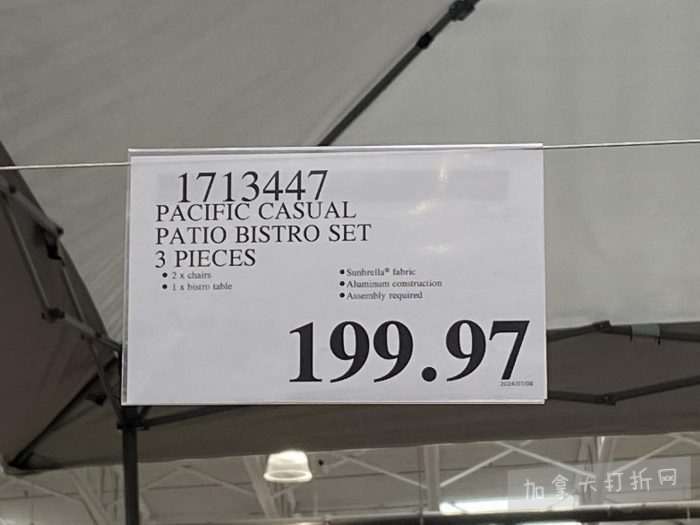 1713447
PACIFIC CASUAL
PATIO BISTRO SET
3 PIECES
• 2 x chairs
• 1 x bistro table
• Sunbrella® fabric
• Aluminum construction
• Assembly required
199.97
2024/07/08
加拿大打折网